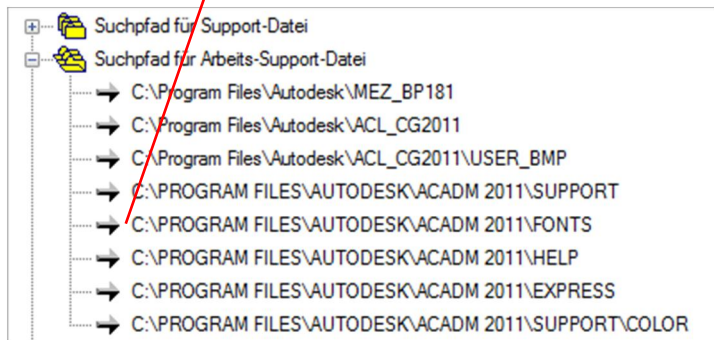 Suchpfad für Support-Datei
Suchpfad für Arbeits-Support-Datei
C:\Program Files\Autodesk\MEZ_BP181
C:\Program Files\Autodesk\ACL_CG2011
C:\Program Files\Autodesk\ACL_CG2011\USER_BMP
C:\PROGRAM FILES\AUTODESK\ACADM 2011\SUPPORT
C:\PROGRAM FILES\AUTODESK\ACADM 2011\FONTS
C:\PROGRAM FILES\AUTODESK\ACADM 2011\HELP
C:\PROGRAM FILES\AUTODESK\ACADM 2011\EXPRESS
C:\PROGRAM FILES\AUTODESK\ACADM 2011\SUPPORT\COLOR